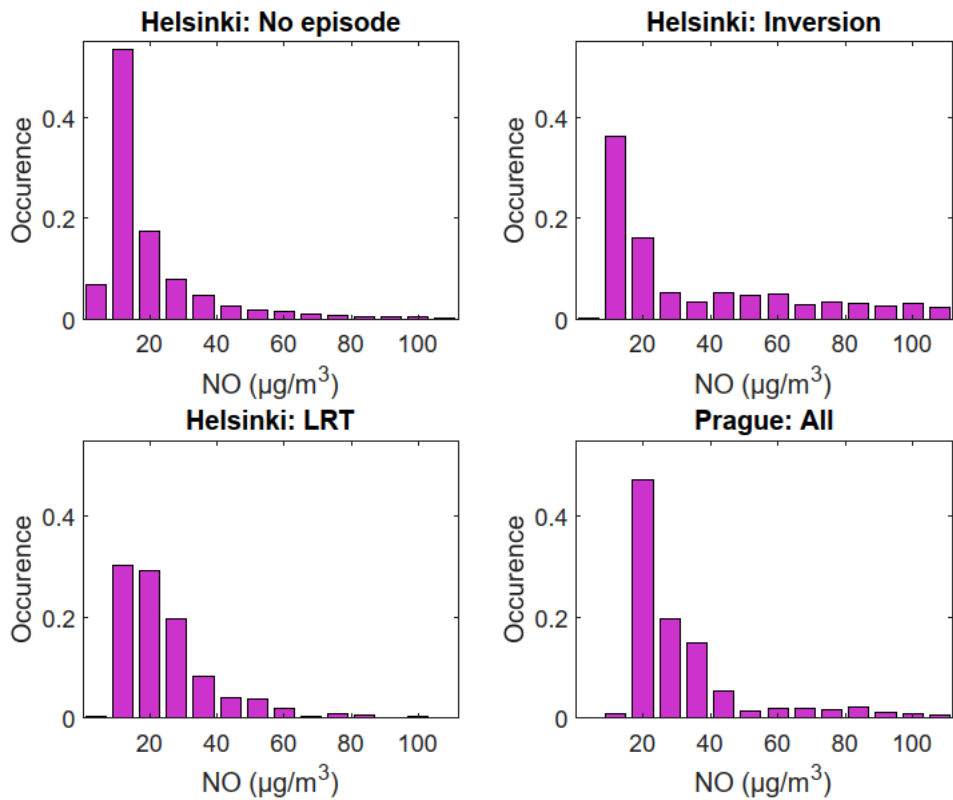 Helsinki: No episode
Occurence
0.4
0.2
0
20 40 60 80 100
NO (µg/m³)
Helsinki: Inversion
Occurence
0.4
0.2
0
20 40 60 80 100
NO (µg/m³)
Helsinki: LRT
Occurence
0.4
0.2
0
20 40 60 80 100
NO (µg/m³)
Prague: All
Occurence
0.4
0.2
0
20 40 60 80 100
NO (µg/m³)